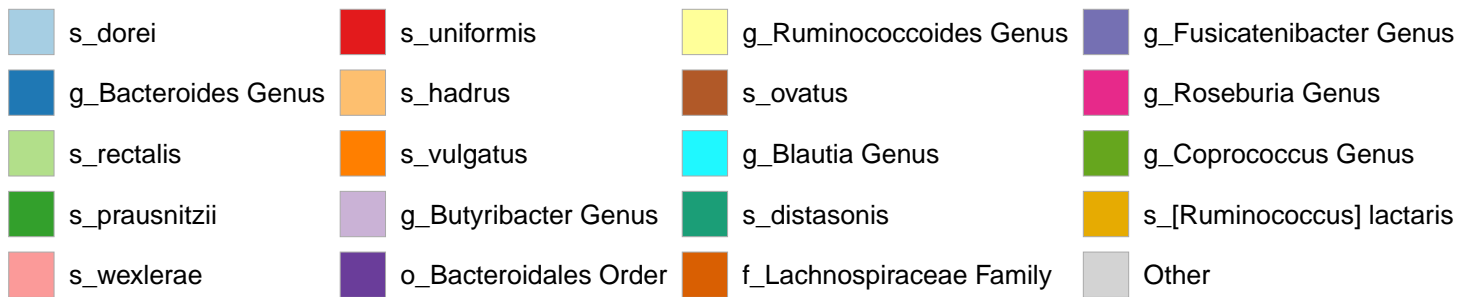 s_dorei
g_Bacteroides Genus
s_rectalis
s_prausnitzii
s_wexlerae
s_uniformis
s_hadrus
s_vulgatus
g_Butyribacter Genus
o_Bacteroidales Order
g_Ruminococcoides Genus
s_ovatus
g_Blautia Genus
s_distasonis
f_Lachnospiraceae Family
g_Fusicatenibacter Genus
g_Roseburia Genus
g_Coprococcus Genus
s_[Ruminococcus] lactaris
Other